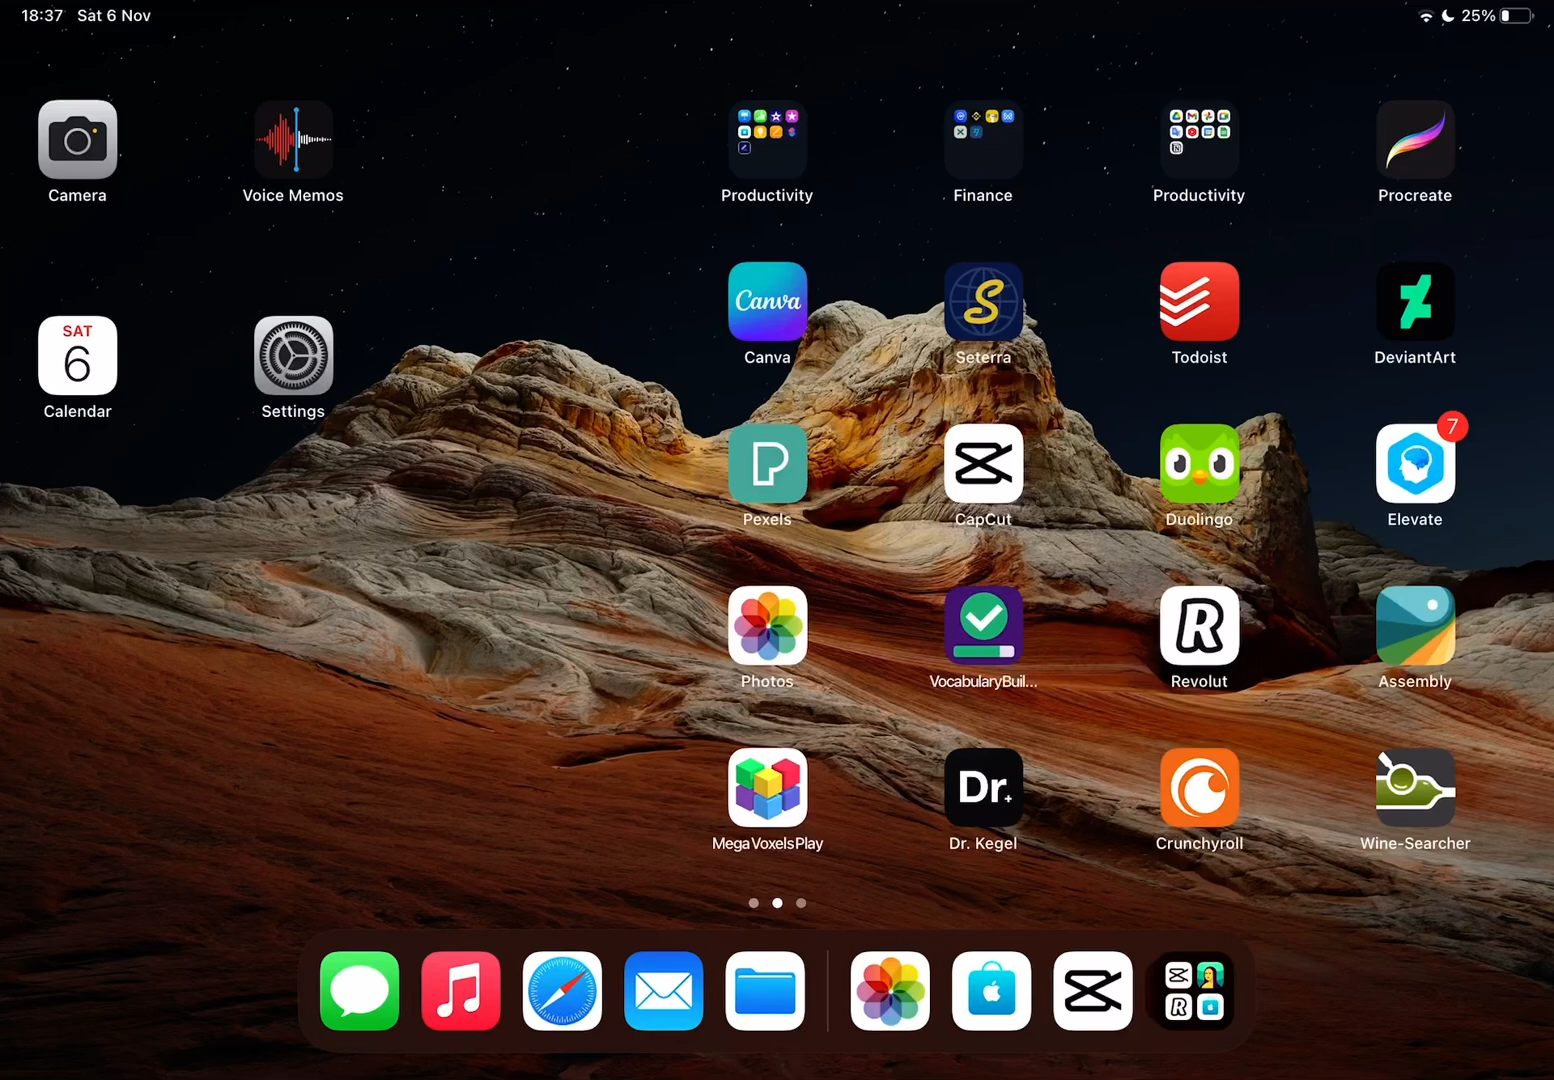 18:37 Sat 6 Nov
25%
Camera
Voice Memos
Productivity
Finance
Productivity
Procreate
SAT
6
Calendar
Settings
Canva
Canva
S
Seterra
Todoist
DeviantArt
P
Pexels
CapCut
Duolingo
7
Elevate
Photos
VocabularyBuil...
R
Revolut
Assembly
MegaVoxelsPlay
Dr.+
Dr. Kegel
Crunchyroll
Wine-Searcher
R